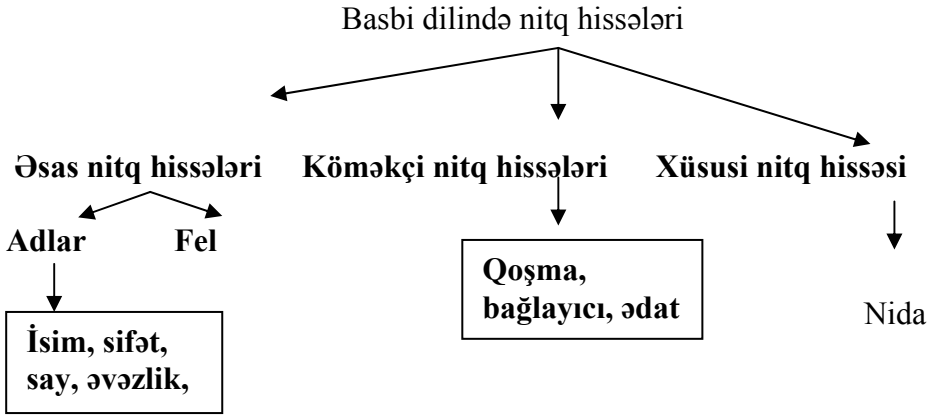 Basbi dilində nitq hissələri
Əsas nitq hissələri Köməkçi nitq hissələri Xüsusi nitq hissəsi
Adlar Fel
Qoşma,
bağlayıcı, ədat
Nida
İsim, sifət,
say, əvəzlik,